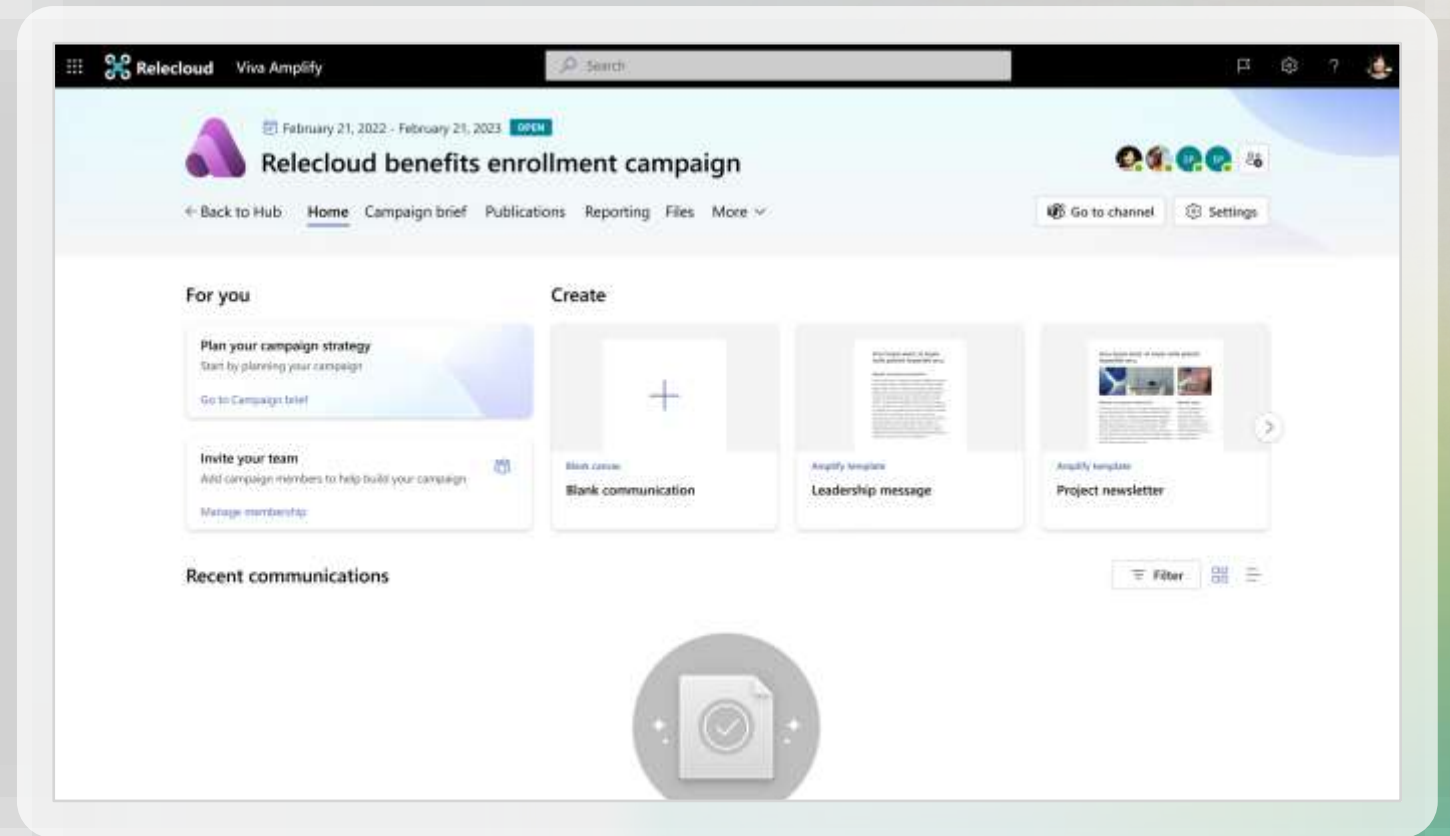 Relecloud Viva Amplify
Search
?
February 21, 2022 - February 21, 2023 OPEN
Relecloud benefits enrollment campaign
Back to Hub Home Campaign brief Publications Reporting Files More
Go to channel Settings
For you
Plan your campaign strategy
Start by planning your campaign
Go to Campaign brief
Invite your team
Add campaign members to help build your campaign
Manage membership
Create
Blank canvas
Blank communication
Amplify template
Leadership message
Amplify template
Project newsletter
Recent communications
Filter